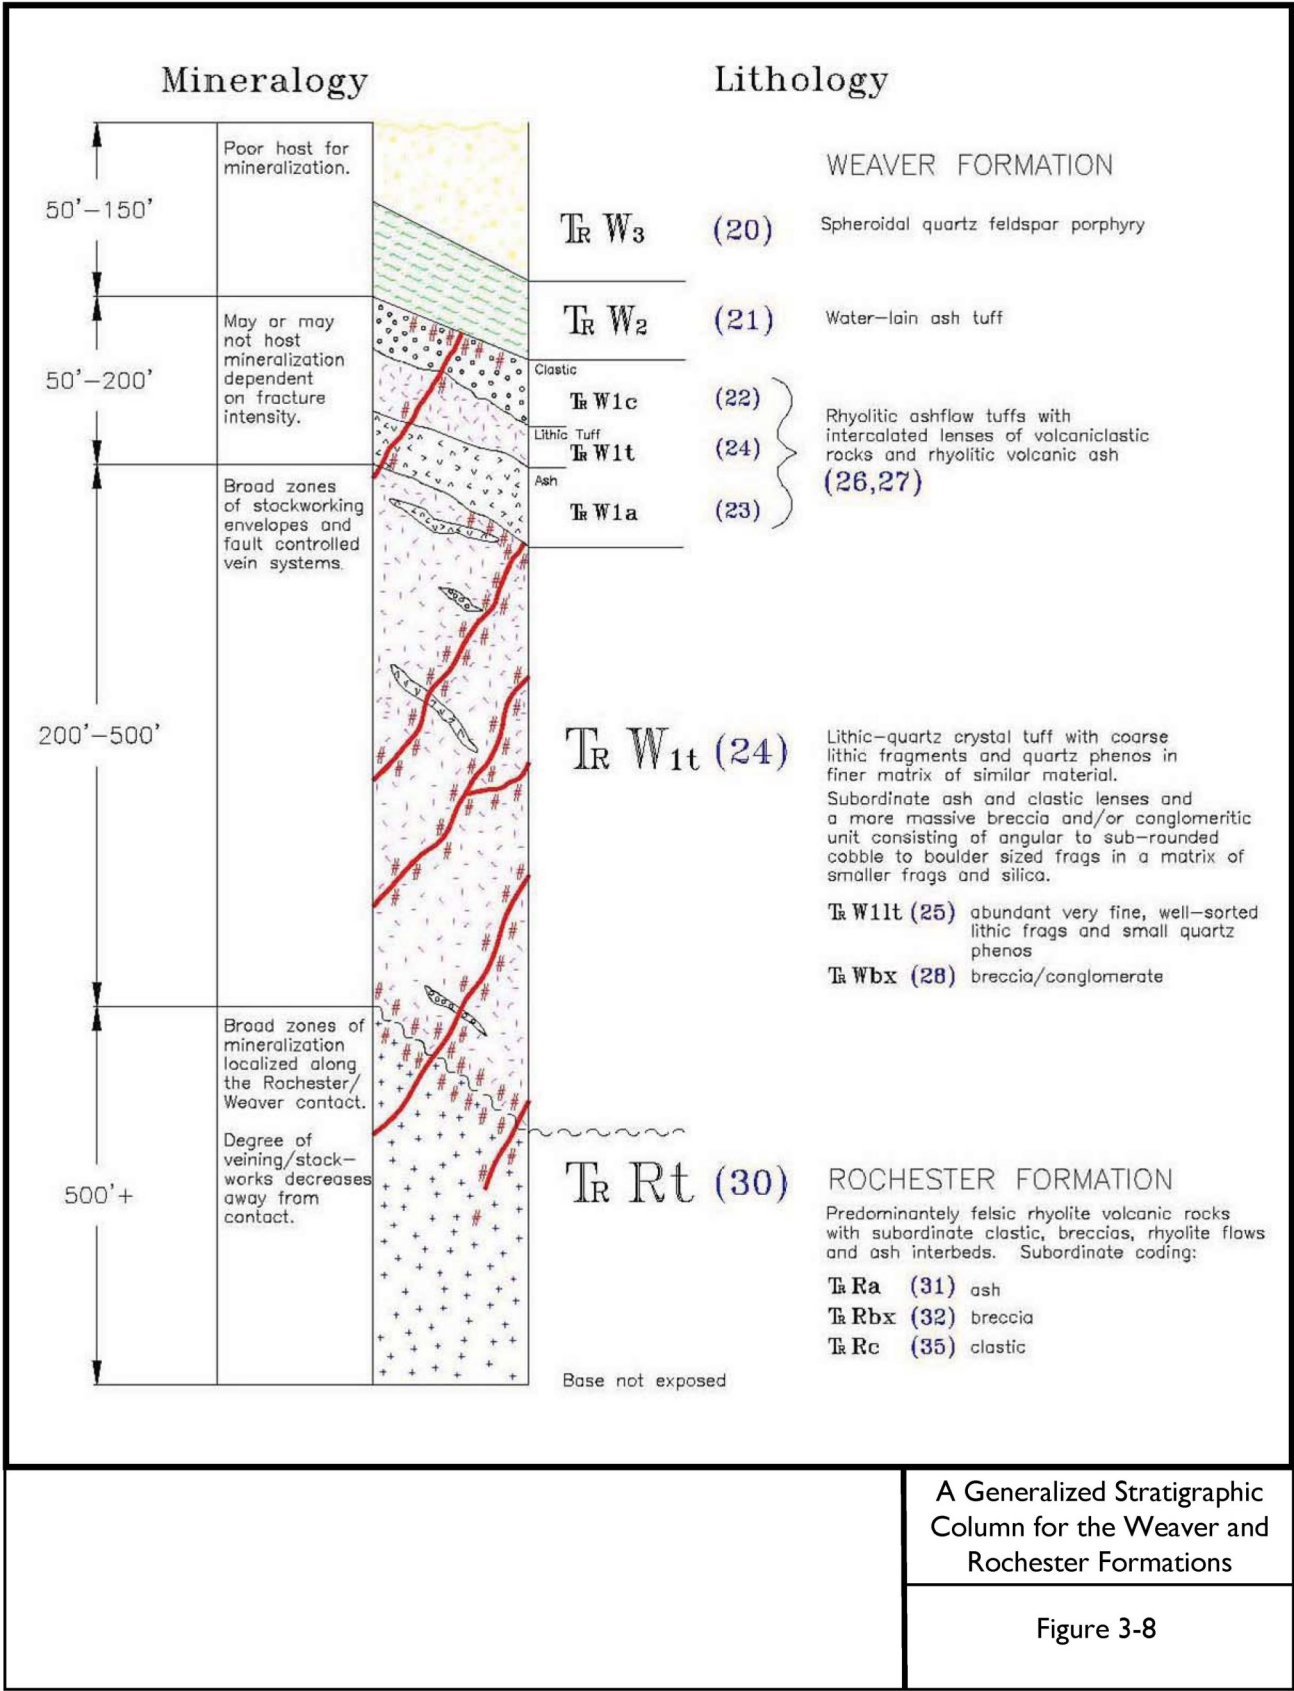 Mineralogy
Lithology
50'-150'
Poor host for
mineralization.
WEAVER FORMATION
TR W3 (20) Spheroidal quartz feldspar porphyry
50'-200'
May or may
not host
mineralization
dependent
on fracture
intensity.
TR W2 (21) Water-lain ash tuff
Clastic
TR W1c (22)
Lithic Tuff
TR W1t (24)
Ash
TR W1a (23)
Rhyolitic ashflow tuffs with
intercalated lenses of volcaniclastic
rocks and rhyolitic volcanic ash
(26,27)
200'-500'
Broad zones
of stockworking
envelopes and
fault controlled
vein systems.
TR W1t (24)
Lithic-quartz crystal tuff with coarse
lithic fragments and quartz phenos in
finer matrix of similar material.
Subordinate ash and clastic lenses and
a more massive breccia and/or conglomeritic
unit consisting of angular to sub-rounded
cobble to boulder sized frags in a matrix of
smaller frags and silica.
TR W1lt (25) abundant very fine, well-sorted
lithic frags and small quartz
phenos
TR Wbx (28) breccia/conglomerate
500'+
Broad zones of
mineralization
localized along
the Rochester/
Weaver contact.
Degree of
veining/stock-
works decreases
away from
contact.
TR Rt (30)
ROCHESTER FORMATION
Predominantely felsic rhyolite volcanic rocks
with subordinate clastic, breccias, rhyolite flows
and ash interbeds. Subordinate coding:
TR Ra (31) ash
TR Rbx (32) breccia
TR Rc (35) clastic
Base not exposed
A Generalized Stratigraphic
Column for the Weaver and
Rochester Formations
Figure 3-8